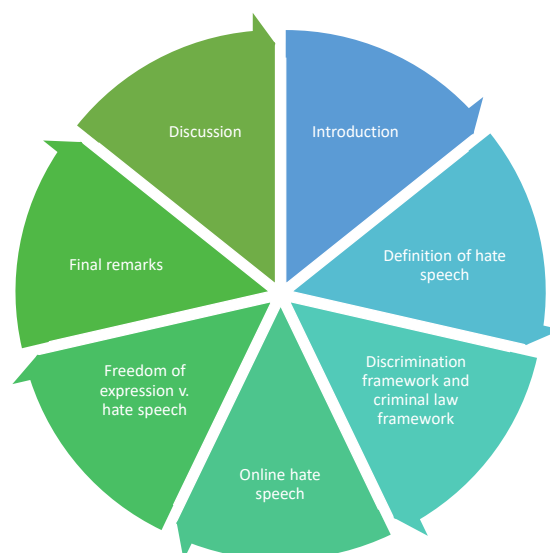 Introduction
Definition of hate
speech
Discrimination
framework and
criminal law
framework
Online hate
speech
Freedom of
expression v.
hate speech
Final remarks
Discussion